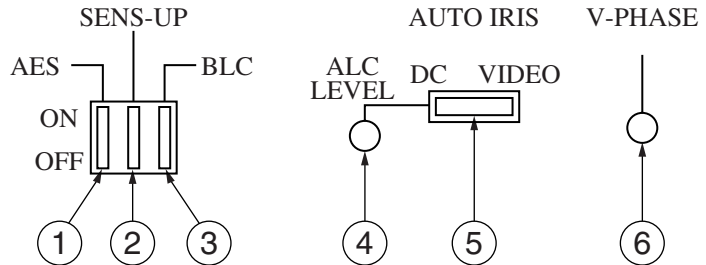 SENS-UP
AUTO IRIS
V-PHASE
AES
BLC
ALC
LEVEL
DC
VIDEO
ON
OFF
1
2
3
4
5
6